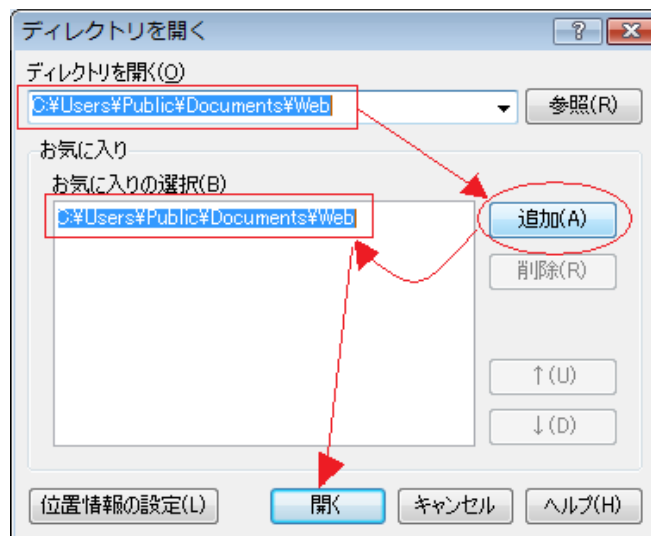 ディレクトリを開く
ディレクトリを開く(O)
C:¥Users¥Public¥Documents¥Web
参照(R)
お気に入り
お気に入りの選択(B)
C:¥Users¥Public¥Documents¥Web
追加(A)
削除(R)
↑(U)
↓(D)
位置情報の設定(L)
開く
キャンセル
ヘルプ(H)